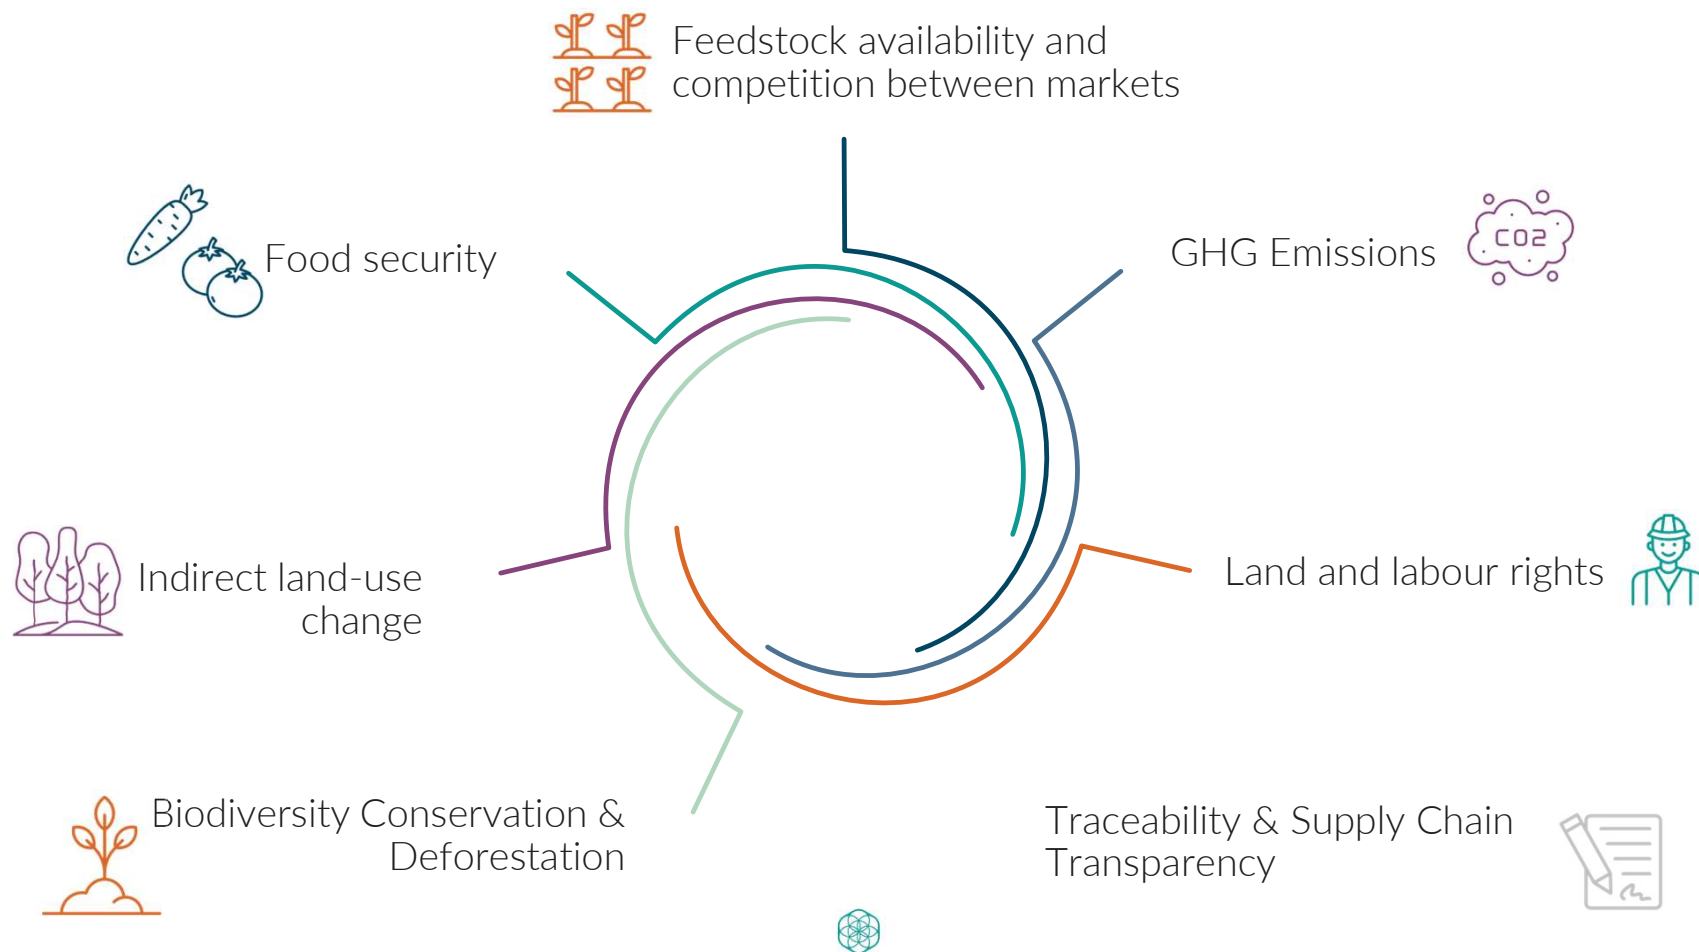 Feedstock availability and
competition between markets
Food security
GHG Emissions
CO2
Indirect land-use
change
Land and labour rights
Biodiversity Conservation &
Deforestation
Traceability & Supply Chain
Transparency